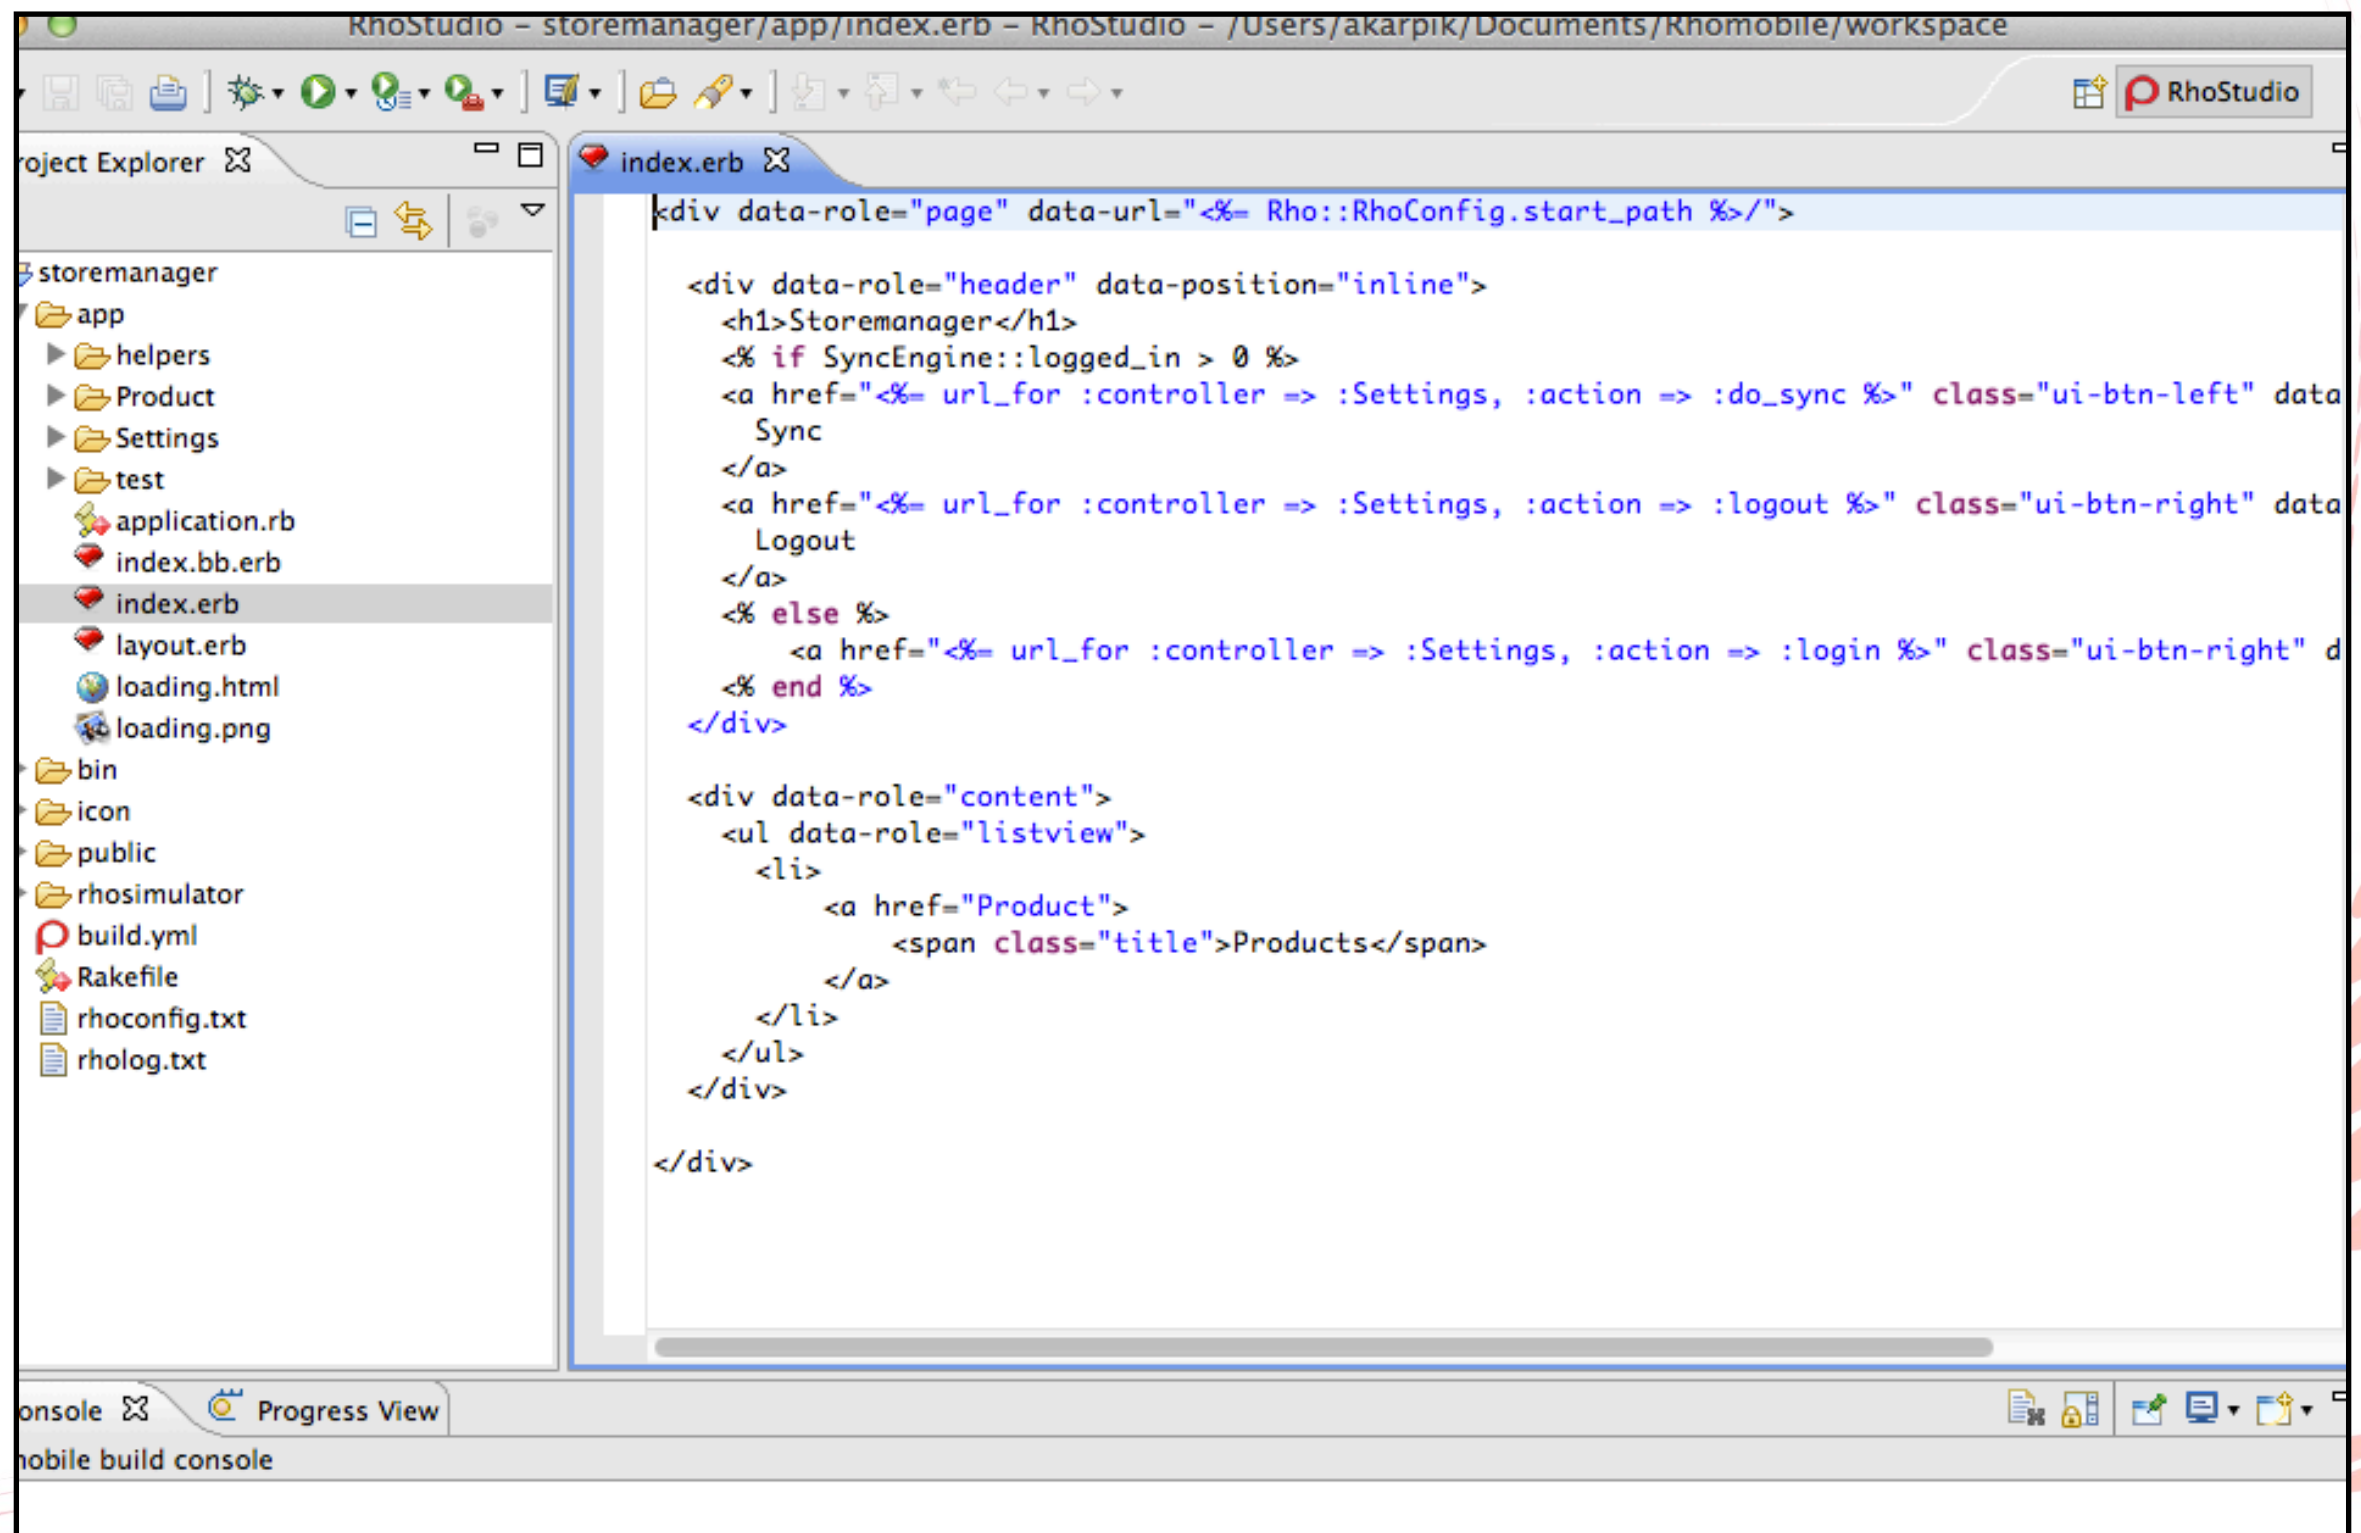 RhoStudio – storemanager/app/index.erb – RhoStudio – /Users/akarpik/Documents/Rhomobile/workspace
RhoStudio
roject Explorer
index.erb
storemanager
app
helpers
Product
Settings
test
application.rb
index.bb.erb
index.erb
layout.erb
loading.html
loading.png
bin
icon
public
rhosimulator
build.yml
Rakefile
rhoconfig.txt
rholog.txt
<div data-role="page" data-url="<%= Rho::RhoConfig.start_path %>/">
<div data-role="header" data-position="inline">
<h1>Storemanager</h1>
<% if SyncEngine::logged_in > 0 %>
<a href="<%= url_for :controller => :Settings, :action => :do_sync %>" class="ui-btn-left" data
Sync
</a>
<a href="<%= url_for :controller => :Settings, :action => :logout %>" class="ui-btn-right" data
Logout
</a>
<% else %>
<a href="<%= url_for :controller => :Settings, :action => :login %>" class="ui-btn-right" d
<% end %>
</div>
<div data-role="content">
<ul data-role="listview">
<li>
<a href="Product">
<span class="title">Products</span>
</a>
</li>
</ul>
</div>
</div>
onsole
Progress View
mobile build console